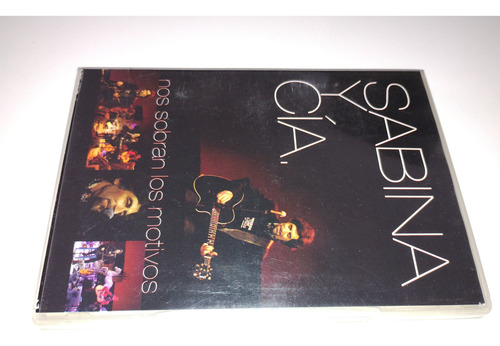 SABINA
Y
CÍA.
nos sobran los motivos